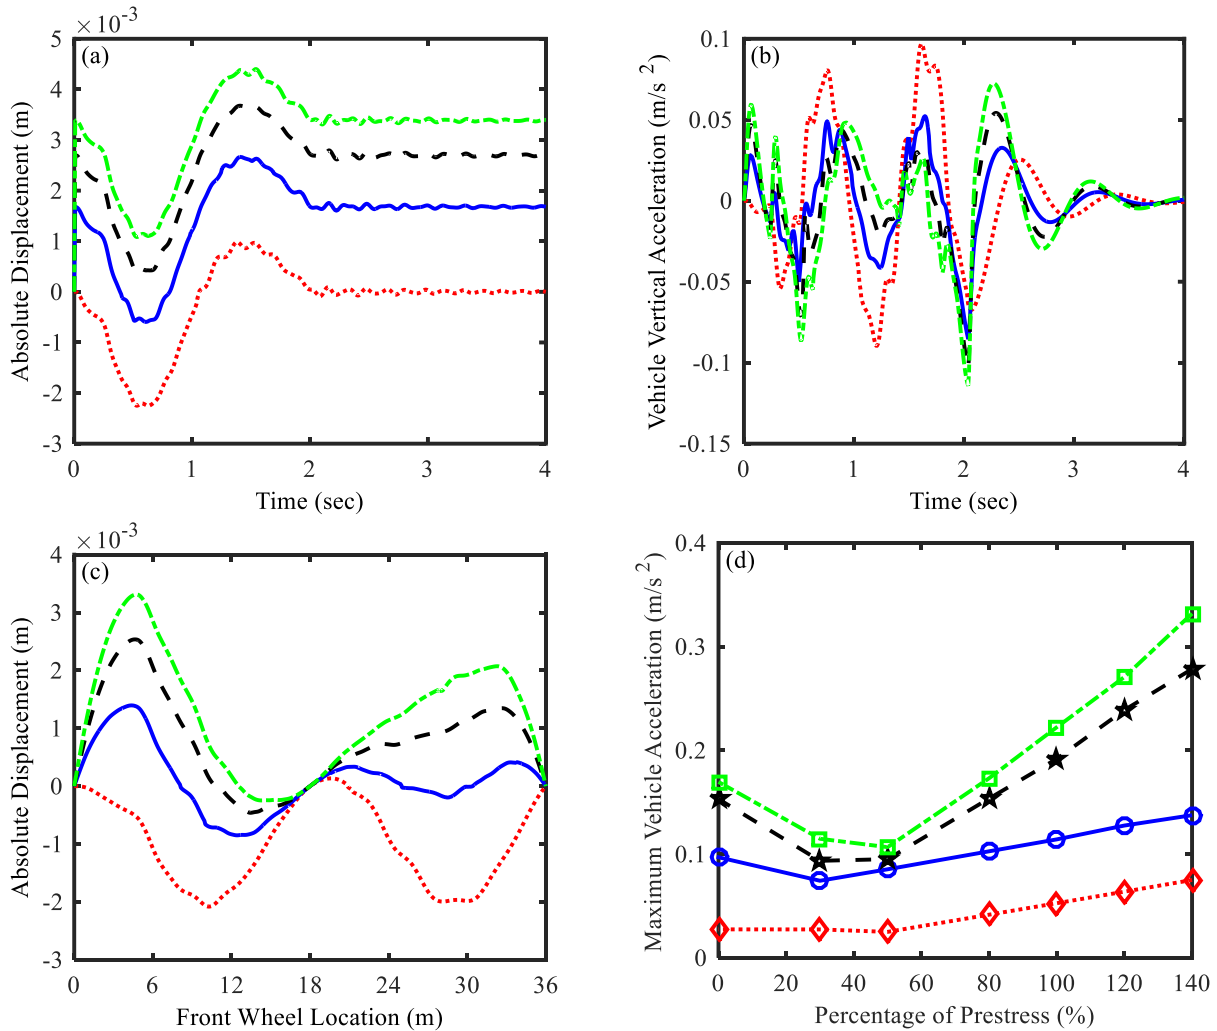 ×10-3
(a)
5
4
3
2
1
0
-1
-2
-3
Absolute Displacement (m)
0 1 2 3 4
Time (sec)
(b)
0.1
0.05
0
-0.05
-0.1
-0.15
Vehicle Vertical Acceleration (m/s 2)
0 1 2 3 4
Time (sec)
×10-3
(c)
4
3
2
1
0
-1
-2
-3
Absolute Displacement (m)
0 6 12 18 24 30 36
Front Wheel Location (m)
(d)
0.4
0.3
0.2
0.1
0
Maximum Vehicle Acceleration (m/s 2)
0 20 40 60 80 100 120 140
Percentage of Prestress (%)